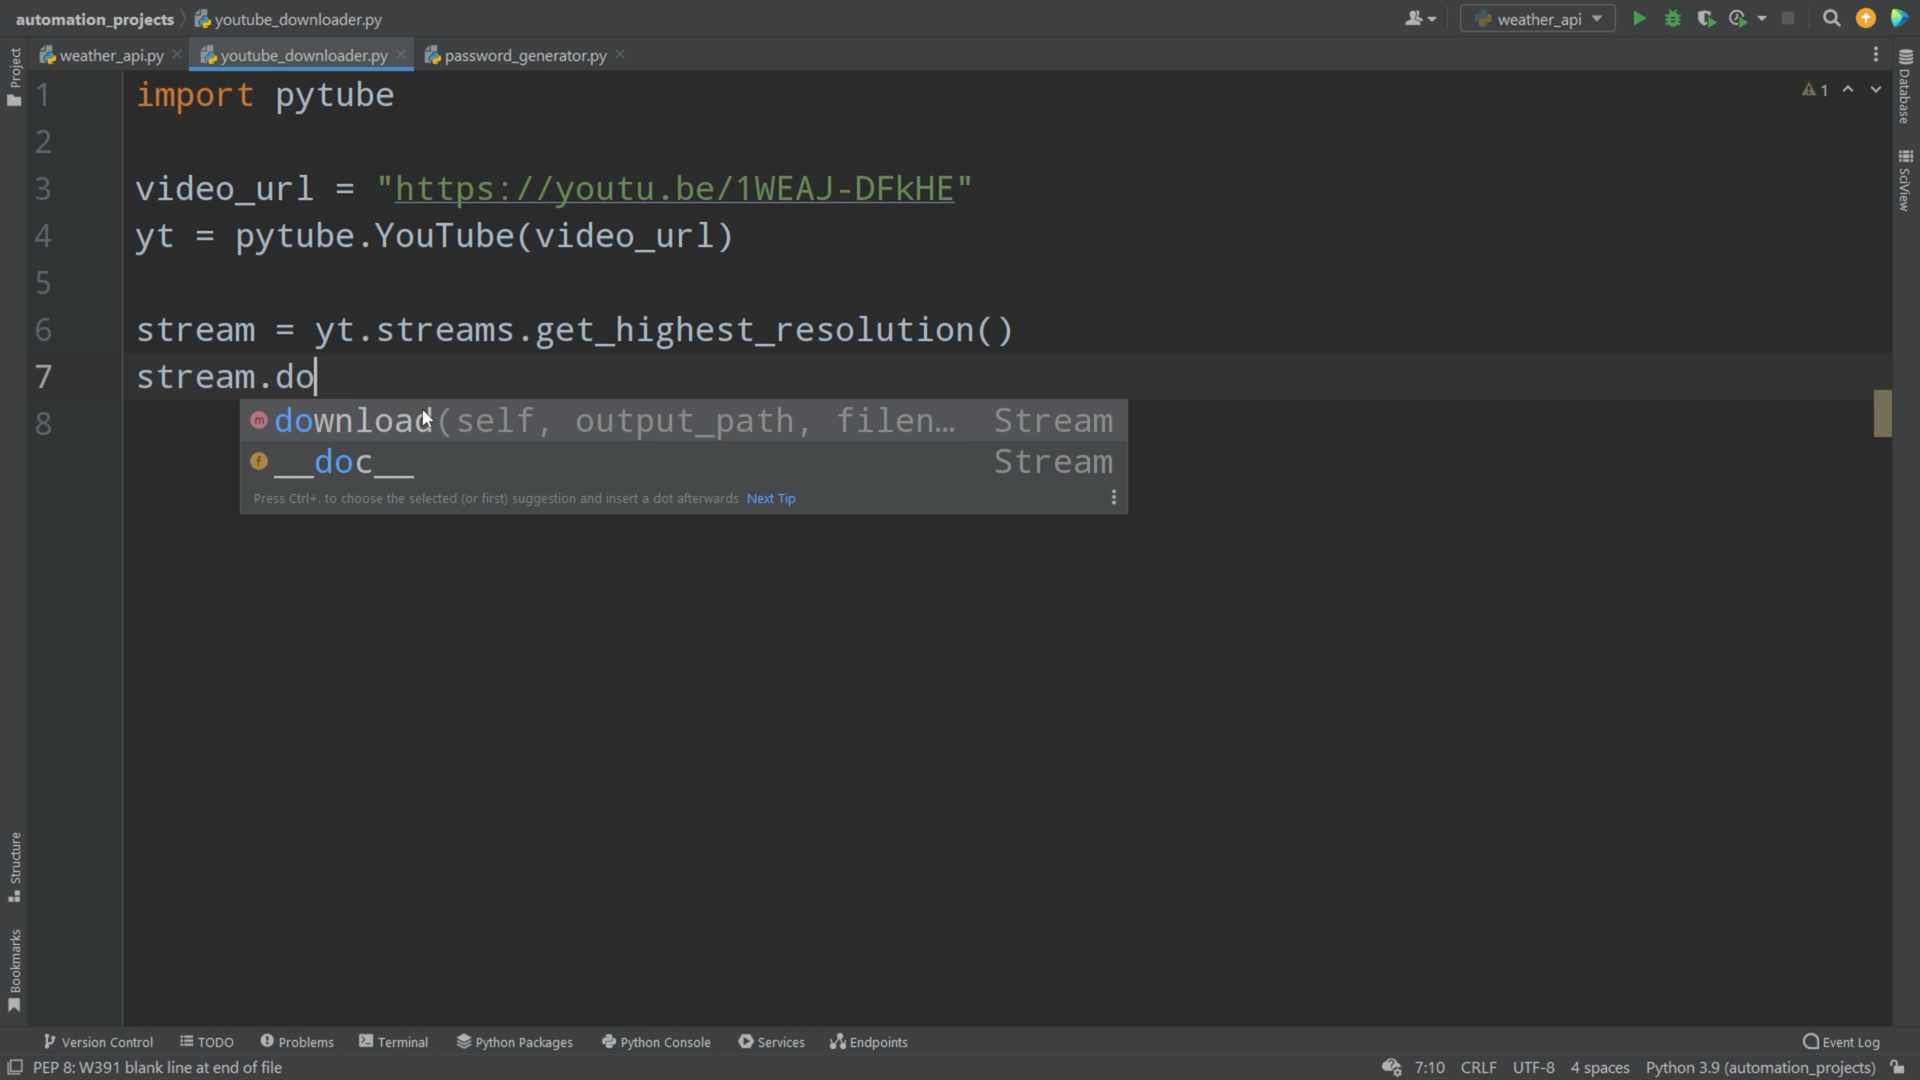 automation_projects youtube_downloader.py
weather_api
weather_api.py youtube_downloader.py password_generator.py
Project
Database
SciView
1 import pytube
1
2
3 video_url = "https://youtu.be/1WEAJ-DFkHE"
4 yt = pytube.YouTube(video_url)
5
6 stream = yt.streams.get_highest_resolution()
7 stream.do
8
download(self, output_path, filen… Stream
__doc__ Stream
Press Ctrl+. to choose the selected (or first) suggestion and insert a dot afterwards Next Tip
Structure
Bookmarks
Version Control TODO Problems Terminal Python Packages Python Console Services Endpoints Event Log
PEP 8: W391 blank line at end of file 7:10 CRLF UTF-8 4 spaces Python 3.9 (automation_projects)